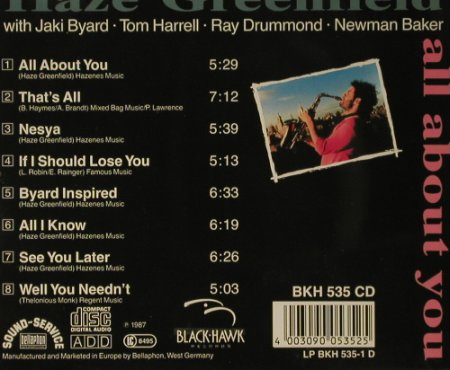 Haze Greenfield
with Jaki Byard · Tom Harrell · Ray Drummond · Newman Baker
1 All About You 5:29
(Haze Greenfield) Hazenes Music
2 That's All 7:12
(B. Haymes/A. Brandt) Mixed Bag Music/P. Lawrence
3 Nesya 5:39
(Haze Greenfield) Hazenes Music
4 If I Should Lose You 5:13
(L. Robin/E. Rainger) Famous Music
5 Byard Inspired 6:33
(Haze Greenfield) Hazenes Music
6 All I Know 6:19
(Haze Greenfield) Hazenes Music
7 See You Later 6:26
(Haze Greenfield) Hazenes Music
8 Well You Needn't 5:03
(Thelonious Monk) Regent Music
all about you
SOUND-SERVICE
bellaphon
COMPACT
disc
DIGITAL AUDIO
ADD
P 1987
LC 8495
BLACK-HAWK
RECORDS
BKH 535 CD
4 003090 053525
LP BKH 535-1 D
Manufactured and Marketed in Europe by Bellaphon, West Germany